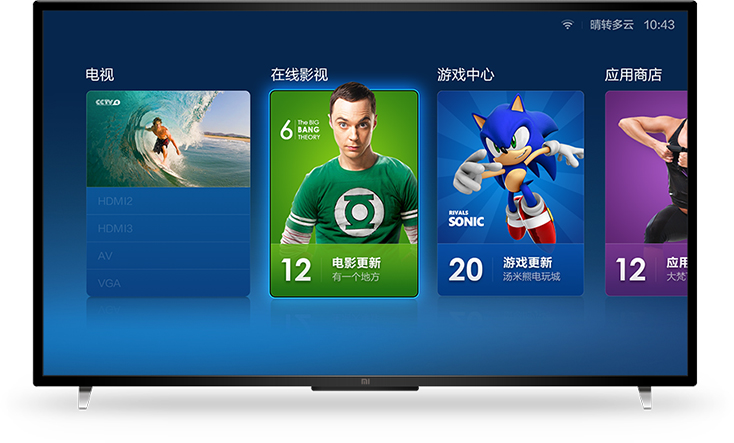 晴转多云 10:43
电视
在线影视
游戏中心
应用商店
CCTV
HDMI2
HDMI3
AV
VGA
6 The BIG
BANG
THEORY
12 电影更新
有一个地方
RIVALS
SONIC
20 游戏更新
汤米熊电玩城
12 应用
大梵
mi